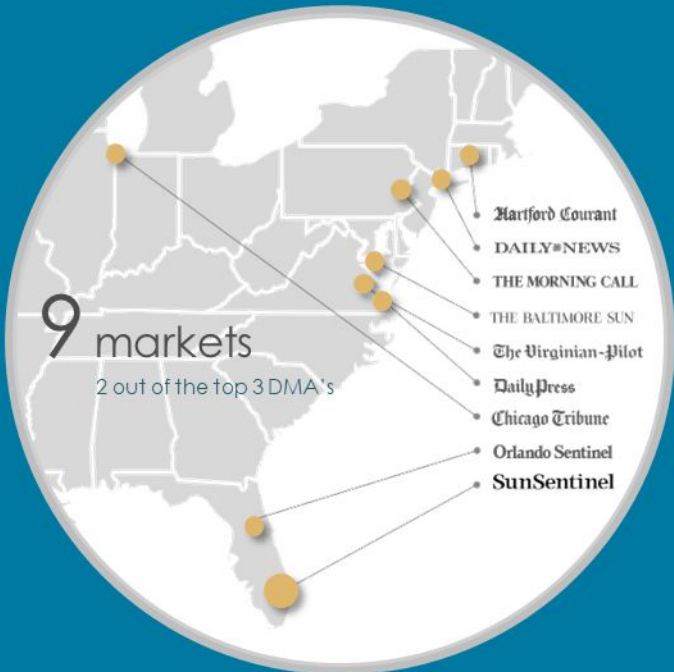 Hartford Courant
DAILY NEWS
THE MORNING CALL
THE BALTIMORE SUN
The Virginian-Pilot
Daily Press
Chicago Tribune
Orlando Sentinel
SunSentinel
9 markets
2 out of the top 3 DMA's